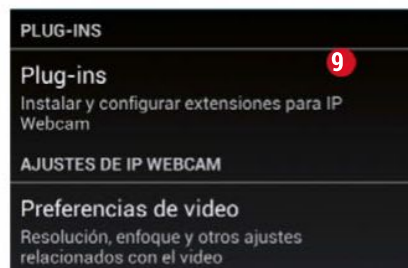 PLUG-INS
Plug-ins
9
Instalar y configurar extensiones para IP
Webcam
AJUSTES DE IP WEBCAM
Preferencias de video
Resolución, enfoque y otros ajustes
relacionados con el video